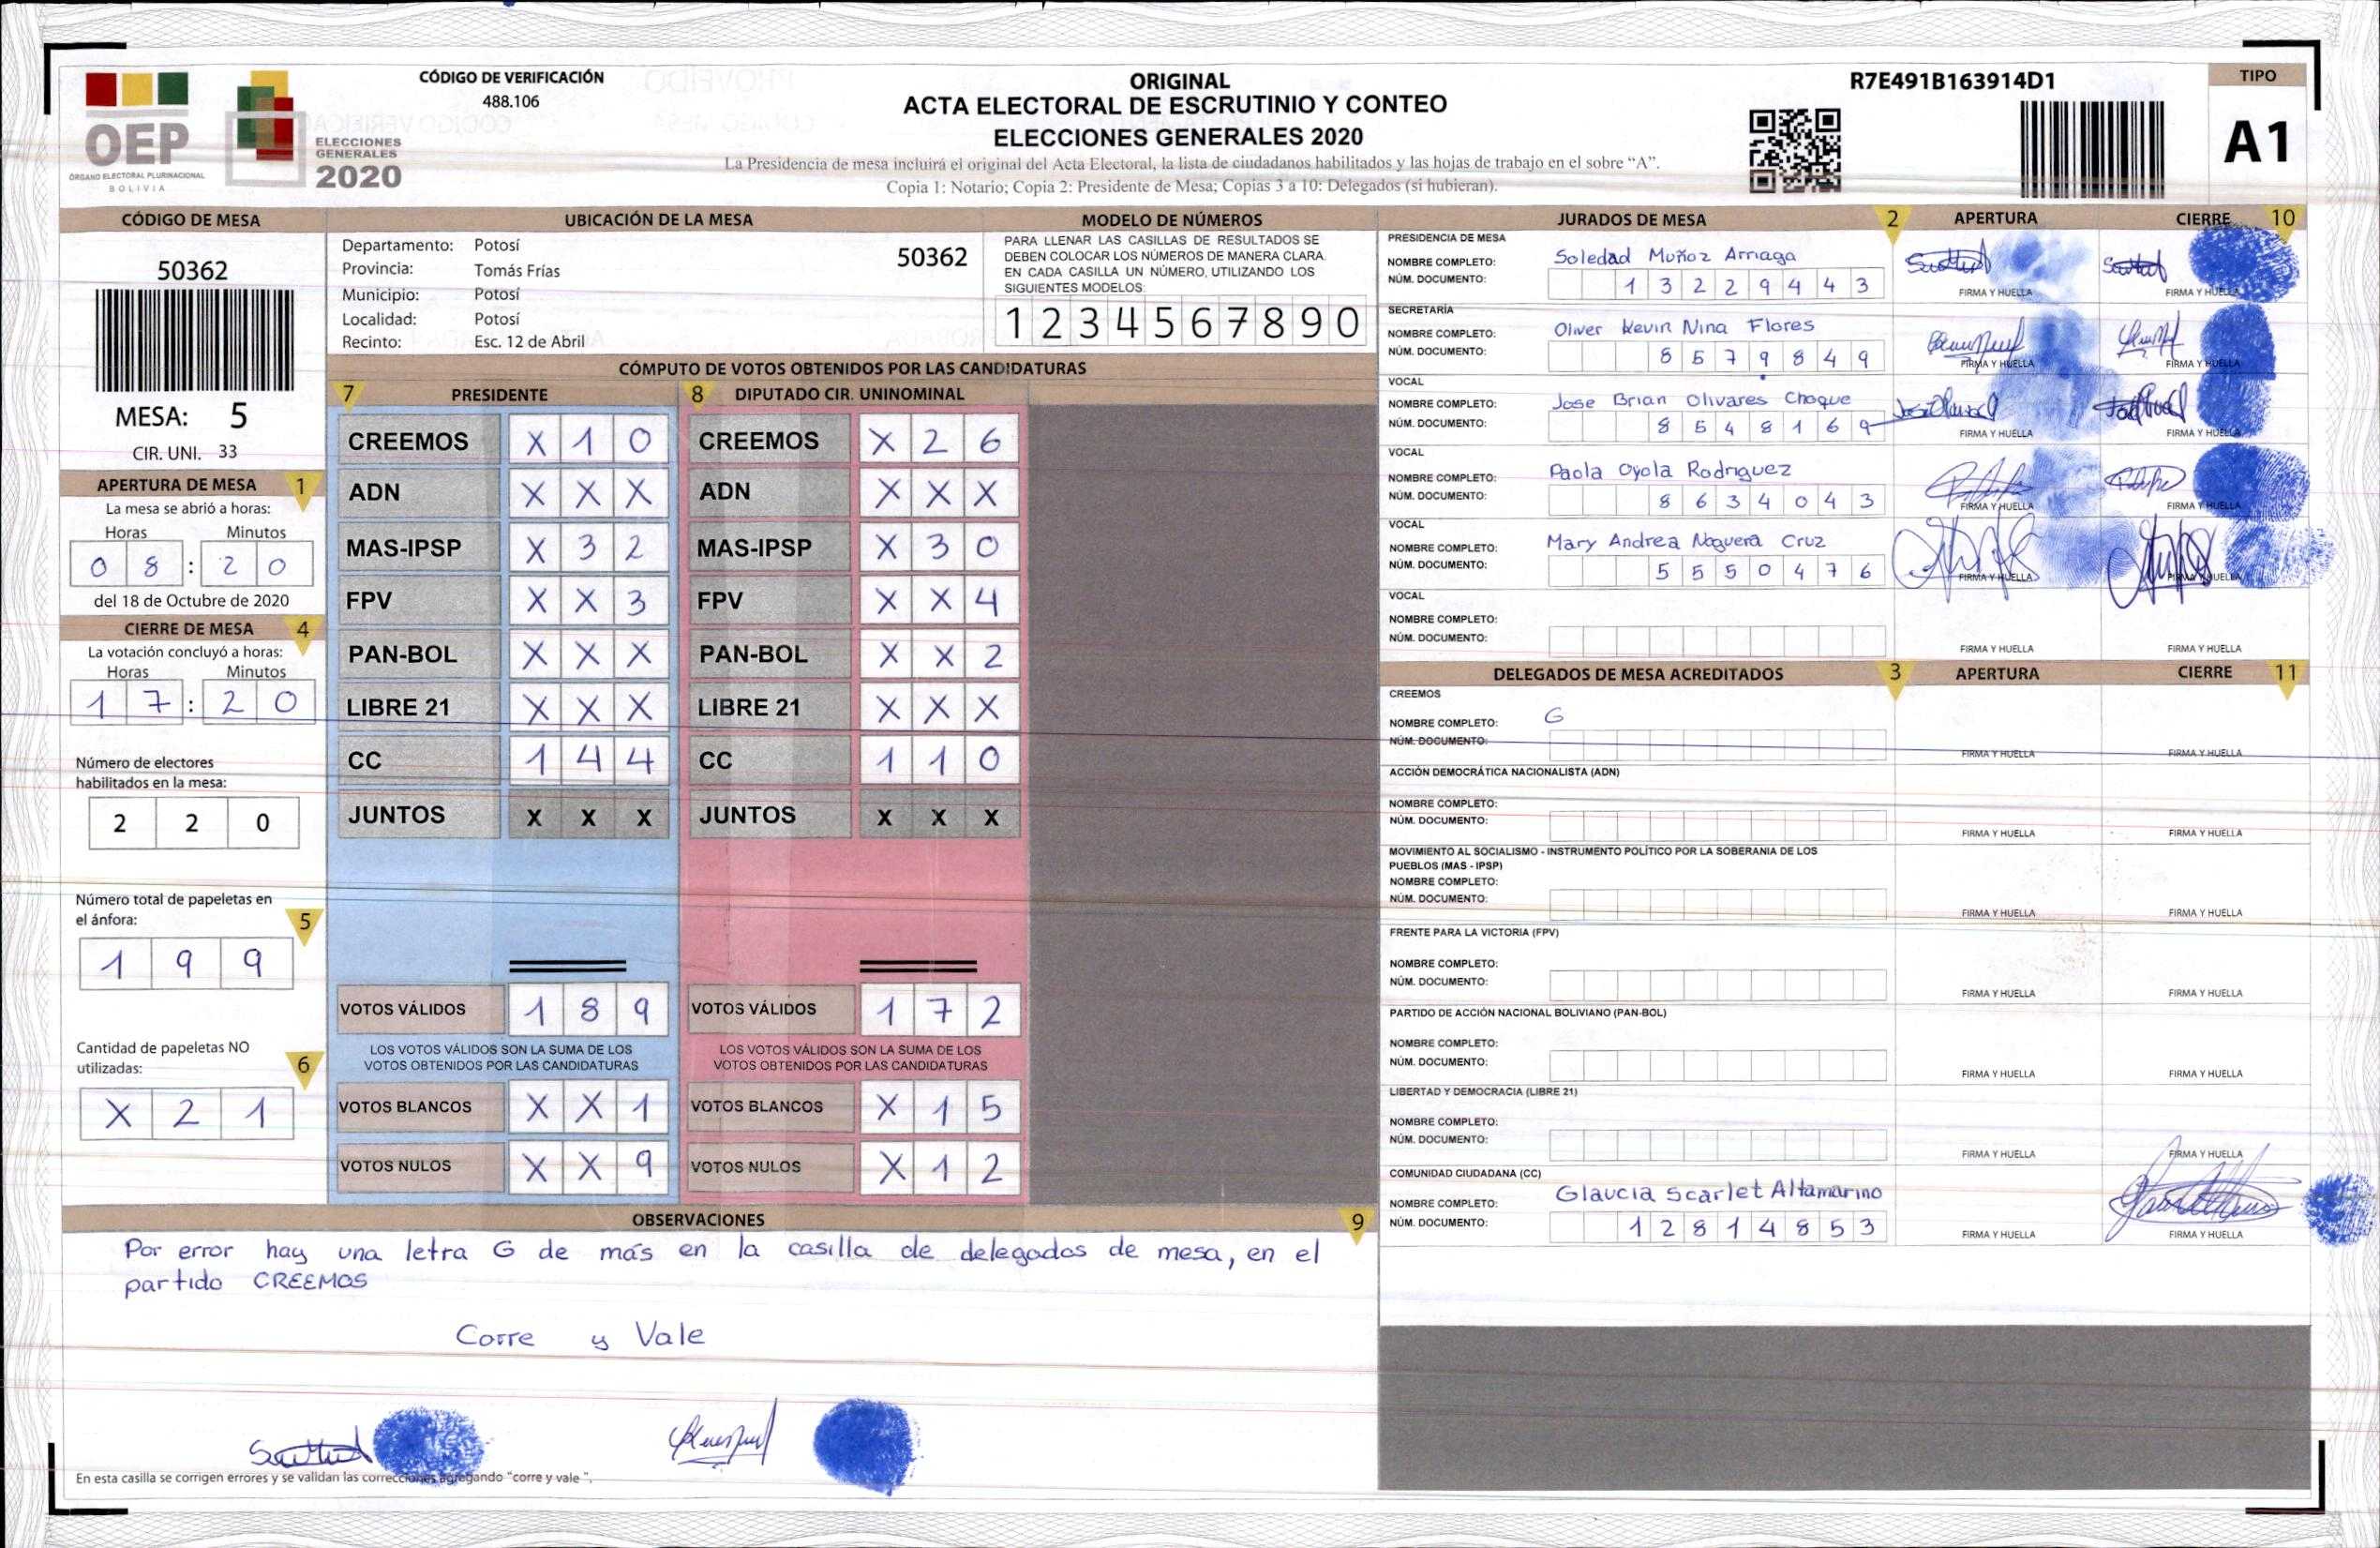 OEP
ÓRGANO ELECTORAL PLURINACIONAL
BOLIVIA
ELECCIONES
GENERALES
2020
CÓDIGO DE VERIFICACIÓN
488.106
ORIGINAL
ACTA ELECTORAL DE ESCRUTINIO Y CONTEO
ELECCIONES GENERALES 2020
La Presidencia de mesa incluirá el original del Acta Electoral, la lista de ciudadanos habilitados y las hojas de trabajo en el sobre “A”.
Copia 1: Notario; Copia 2: Presidente de Mesa; Copias 3 a 10: Delegados (si hubieran).
R7E491B163914D1
TIPO
A1
CÓDIGO DE MESA
50362
MESA: 5
CIR. UNI. 33
APERTURA DE MESA 1
La mesa se abrió a horas:
Horas Minutos
0 8 : 2 0
del 18 de Octubre de 2020
CIERRE DE MESA 4
La votación concluyó a horas:
Horas Minutos
1 7 : 2 0
Número de electores
habilitados en la mesa:
2 2 0
Número total de papeletas en
el ánfora: 5
1 9 9
Cantidad de papeletas NO
utilizadas: 6
X 2 1
UBICACIÓN DE LA MESA
Departamento: Potosí
50362
Provincia: Tomás Frías
Municipio: Potosí
Localidad: Potosí
Recinto: Esc. 12 de Abril
MODELO DE NÚMEROS
PARA LLENAR LAS CASILLAS DE RESULTADOS SE
DEBEN COLOCAR LOS NÚMEROS DE MANERA CLARA.
EN CADA CASILLA UN NÚMERO, UTILIZANDO LOS
SIGUIENTES MODELOS:
1 2 3 4 5 6 7 8 9 0
CÓMPUTO DE VOTOS OBTENIDOS POR LAS CANDIDATURAS
7 PRESIDENTE
CREEMOS X 1 0
ADN X X X
MAS-IPSP X 3 2
FPV X X 3
PAN-BOL X X X
LIBRE 21 X X X
CC 1 4 4
JUNTOS X X X
VOTOS VÁLIDOS 1 8 9
LOS VOTOS VÁLIDOS SON LA SUMA DE LOS
VOTOS OBTENIDOS POR LAS CANDIDATURAS
VOTOS BLANCOS X X 1
VOTOS NULOS X X 9
8 DIPUTADO CIR. UNINOMINAL
CREEMOS X 2 6
ADN X X X
MAS-IPSP X 3 0
FPV X X 4
PAN-BOL X X 2
LIBRE 21 X X X
CC 1 1 0
JUNTOS X X X
VOTOS VÁLIDOS 1 7 2
LOS VOTOS VÁLIDOS SON LA SUMA DE LOS
VOTOS OBTENIDOS POR LAS CANDIDATURAS
VOTOS BLANCOS X 1 5
VOTOS NULOS X 1 2
OBSERVACIONES 9
Por error hay una letra G de más en la casilla de delegados de mesa, en el
partido CREEMOS
Corre y Vale
En esta casilla se corrigen errores y se validan las correcciones agregando "corre y vale ".
JURADOS DE MESA 2 APERTURA CIERRE 10
PRESIDENCIA DE MESA
NOMBRE COMPLETO: Soledad Muñoz Arriaga
NÚM. DOCUMENTO: 1 3 2 2 9 4 4 3
FIRMA Y HUELLA FIRMA Y HUELLA
SECRETARÍA
NOMBRE COMPLETO: Oliver Kevin Nina Flores
NÚM. DOCUMENTO: 8 5 7 9 8 4 9
FIRMA Y HUELLA FIRMA Y HUELLA
VOCAL
NOMBRE COMPLETO: Jose Brian Olivares Choque
NÚM. DOCUMENTO: 8 5 4 8 1 6 9
FIRMA Y HUELLA FIRMA Y HUELLA
VOCAL
NOMBRE COMPLETO: Paola Oyola Rodriguez
NÚM. DOCUMENTO: 8 6 3 4 0 4 3
FIRMA Y HUELLA FIRMA Y HUELLA
VOCAL
NOMBRE COMPLETO: Mary Andrea Noguera Cruz
NÚM. DOCUMENTO: 5 5 5 0 4 7 6
FIRMA Y HUELLA FIRMA Y HUELLA
VOCAL
NOMBRE COMPLETO:
NÚM. DOCUMENTO:
FIRMA Y HUELLA FIRMA Y HUELLA
DELEGADOS DE MESA ACREDITADOS 3 APERTURA CIERRE 11
CREEMOS
NOMBRE COMPLETO: G
NÚM. DOCUMENTO:
FIRMA Y HUELLA FIRMA Y HUELLA
ACCIÓN DEMOCRÁTICA NACIONALISTA (ADN)
NOMBRE COMPLETO:
NÚM. DOCUMENTO:
FIRMA Y HUELLA FIRMA Y HUELLA
MOVIMIENTO AL SOCIALISMO - INSTRUMENTO POLÍTICO POR LA SOBERANIA DE LOS
PUEBLOS (MAS - IPSP)
NOMBRE COMPLETO:
NÚM. DOCUMENTO:
FIRMA Y HUELLA FIRMA Y HUELLA
FRENTE PARA LA VICTORIA (FPV)
NOMBRE COMPLETO:
NÚM. DOCUMENTO:
FIRMA Y HUELLA FIRMA Y HUELLA
PARTIDO DE ACCIÓN NACIONAL BOLIVIANO (PAN-BOL)
NOMBRE COMPLETO:
NÚM. DOCUMENTO:
FIRMA Y HUELLA FIRMA Y HUELLA
LIBERTAD Y DEMOCRACIA (LIBRE 21)
NOMBRE COMPLETO:
NÚM. DOCUMENTO:
FIRMA Y HUELLA FIRMA Y HUELLA
COMUNIDAD CIUDADANA (CC)
NOMBRE COMPLETO: Glaucia Scarlet Altamarino
NÚM. DOCUMENTO: 1 2 8 1 4 8 5 3
FIRMA Y HUELLA FIRMA Y HUELLA